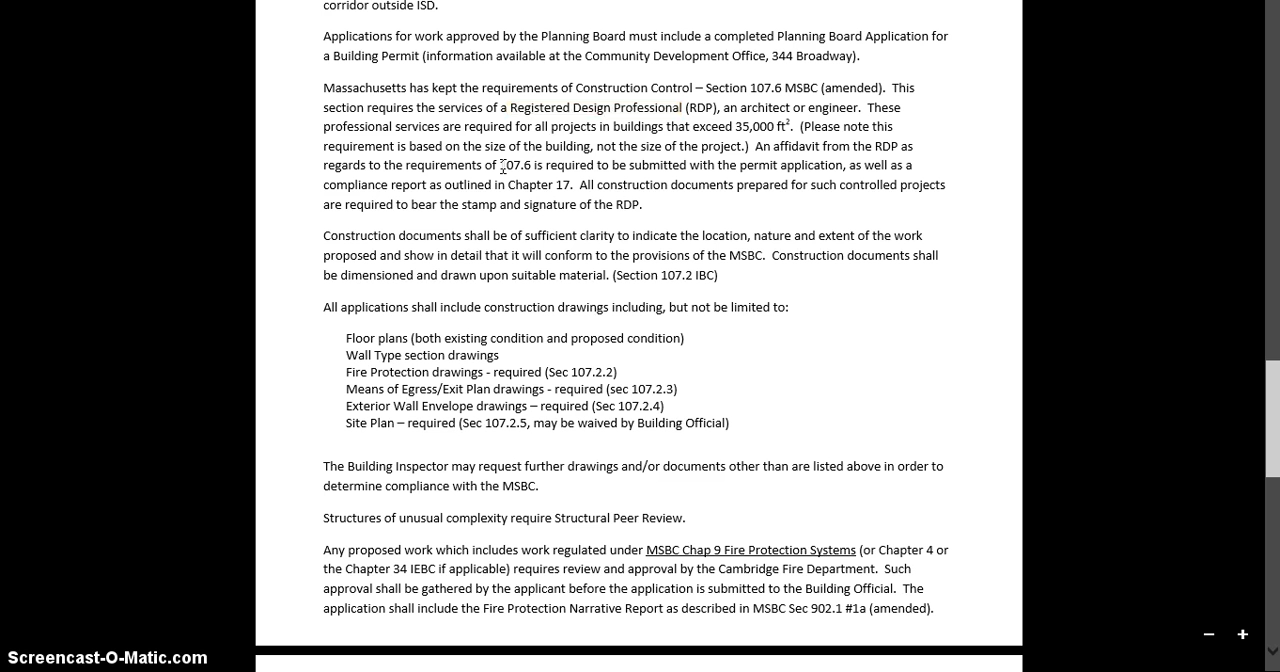 corridor outside ISD.
Applications for work approved by the Planning Board must include a completed Planning Board Application for
a Building Permit (information available at the Community Development Office, 344 Broadway).
Massachusetts has kept the requirements of Construction Control – Section 107.6 MSBC (amended).  This
section requires the services of a Registered Design Professional (RDP), an architect or engineer.  These
professional services are required for all projects in buildings that exceed 35,000 ft².  (Please note this
requirement is based on the size of the building, not the size of the project.)  An affidavit from the RDP as
regards to the requirements of 107.6 is required to be submitted with the permit application, as well as a
compliance report as outlined in Chapter 17.  All construction documents prepared for such controlled projects
are required to bear the stamp and signature of the RDP.
Construction documents shall be of sufficient clarity to indicate the location, nature and extent of the work
proposed and show in detail that it will conform to the provisions of the MSBC.  Construction documents shall
be dimensioned and drawn upon suitable material. (Section 107.2 IBC)
All applications shall include construction drawings including, but not be limited to:
Floor plans (both existing condition and proposed condition)
Wall Type section drawings
Fire Protection drawings - required (Sec 107.2.2)
Means of Egress/Exit Plan drawings - required (sec 107.2.3)
Exterior Wall Envelope drawings – required (Sec 107.2.4)
Site Plan – required (Sec 107.2.5, may be waived by Building Official)
The Building Inspector may request further drawings and/or documents other than are listed above in order to
determine compliance with the MSBC.
Structures of unusual complexity require Structural Peer Review.
Any proposed work which includes work regulated under MSBC Chap 9 Fire Protection Systems (or Chapter 4 or
the Chapter 34 IEBC if applicable) requires review and approval by the Cambridge Fire Department.  Such
approval shall be gathered by the applicant before the application is submitted to the Building Official.  The
application shall include the Fire Protection Narrative Report as described in MSBC Sec 902.1 #1a (amended).
Screencast-O-Matic.com